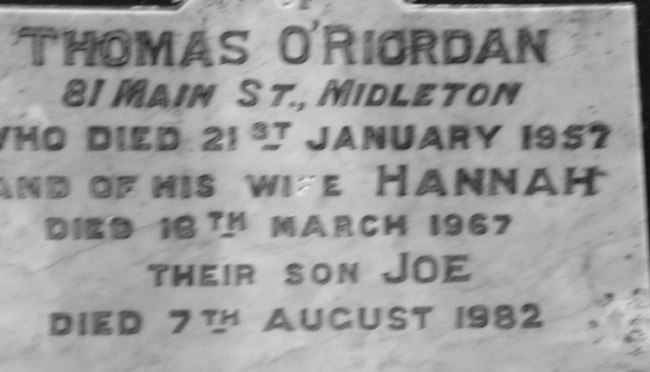 THOMAS O'RIORDAN
81 MAIN ST., MIDLETON
WHO DIED 21ST JANUARY 1957
AND OF HIS WIFE HANNAH
DIED 18TH MARCH 1967
THEIR SON JOE
DIED 7TH AUGUST 1982